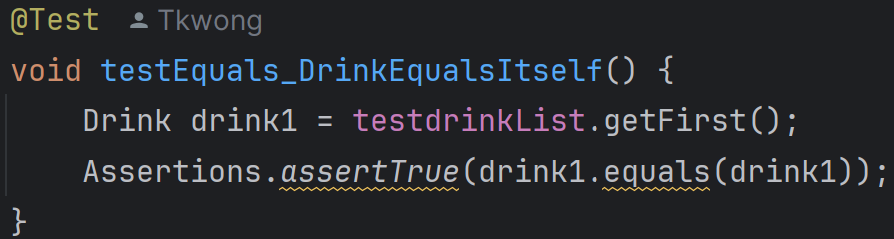 @Test Tkwong
void testEquals_DrinkEqualsItself() {
Drink drink1 = testdrinkList.getFirst();
Assertions.assertTrue(drink1.equals(drink1));
}